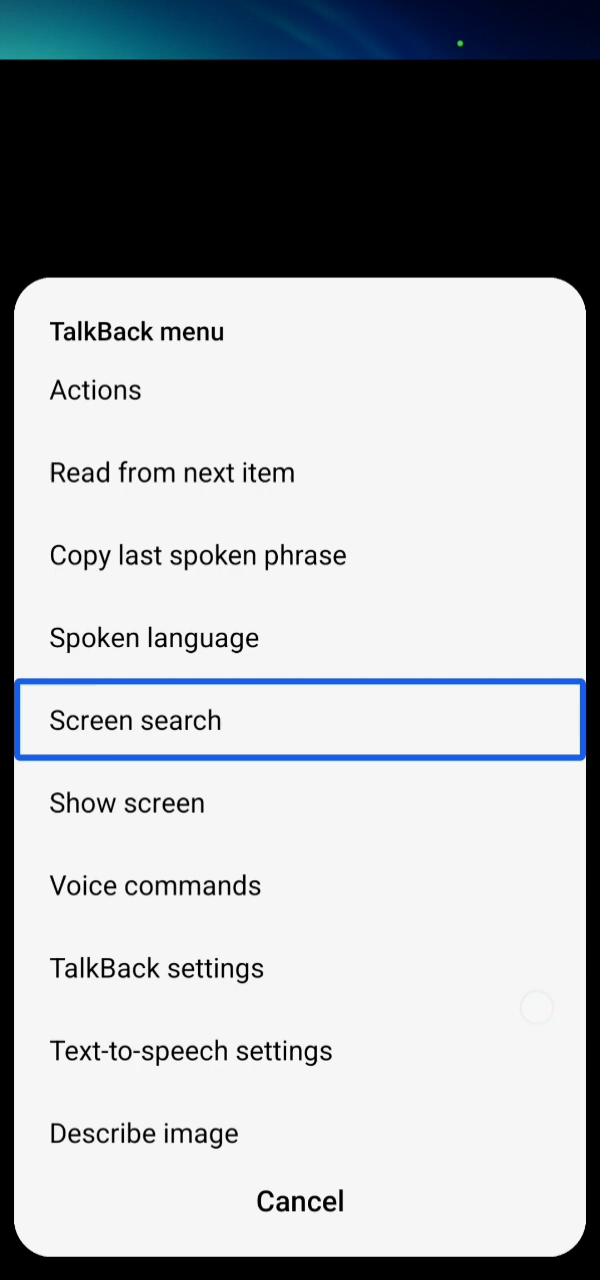 TalkBack menu
Actions
Read from next item
Copy last spoken phrase
Spoken language
Screen search
Show screen
Voice commands
TalkBack settings
Text-to-speech settings
Describe image
Cancel